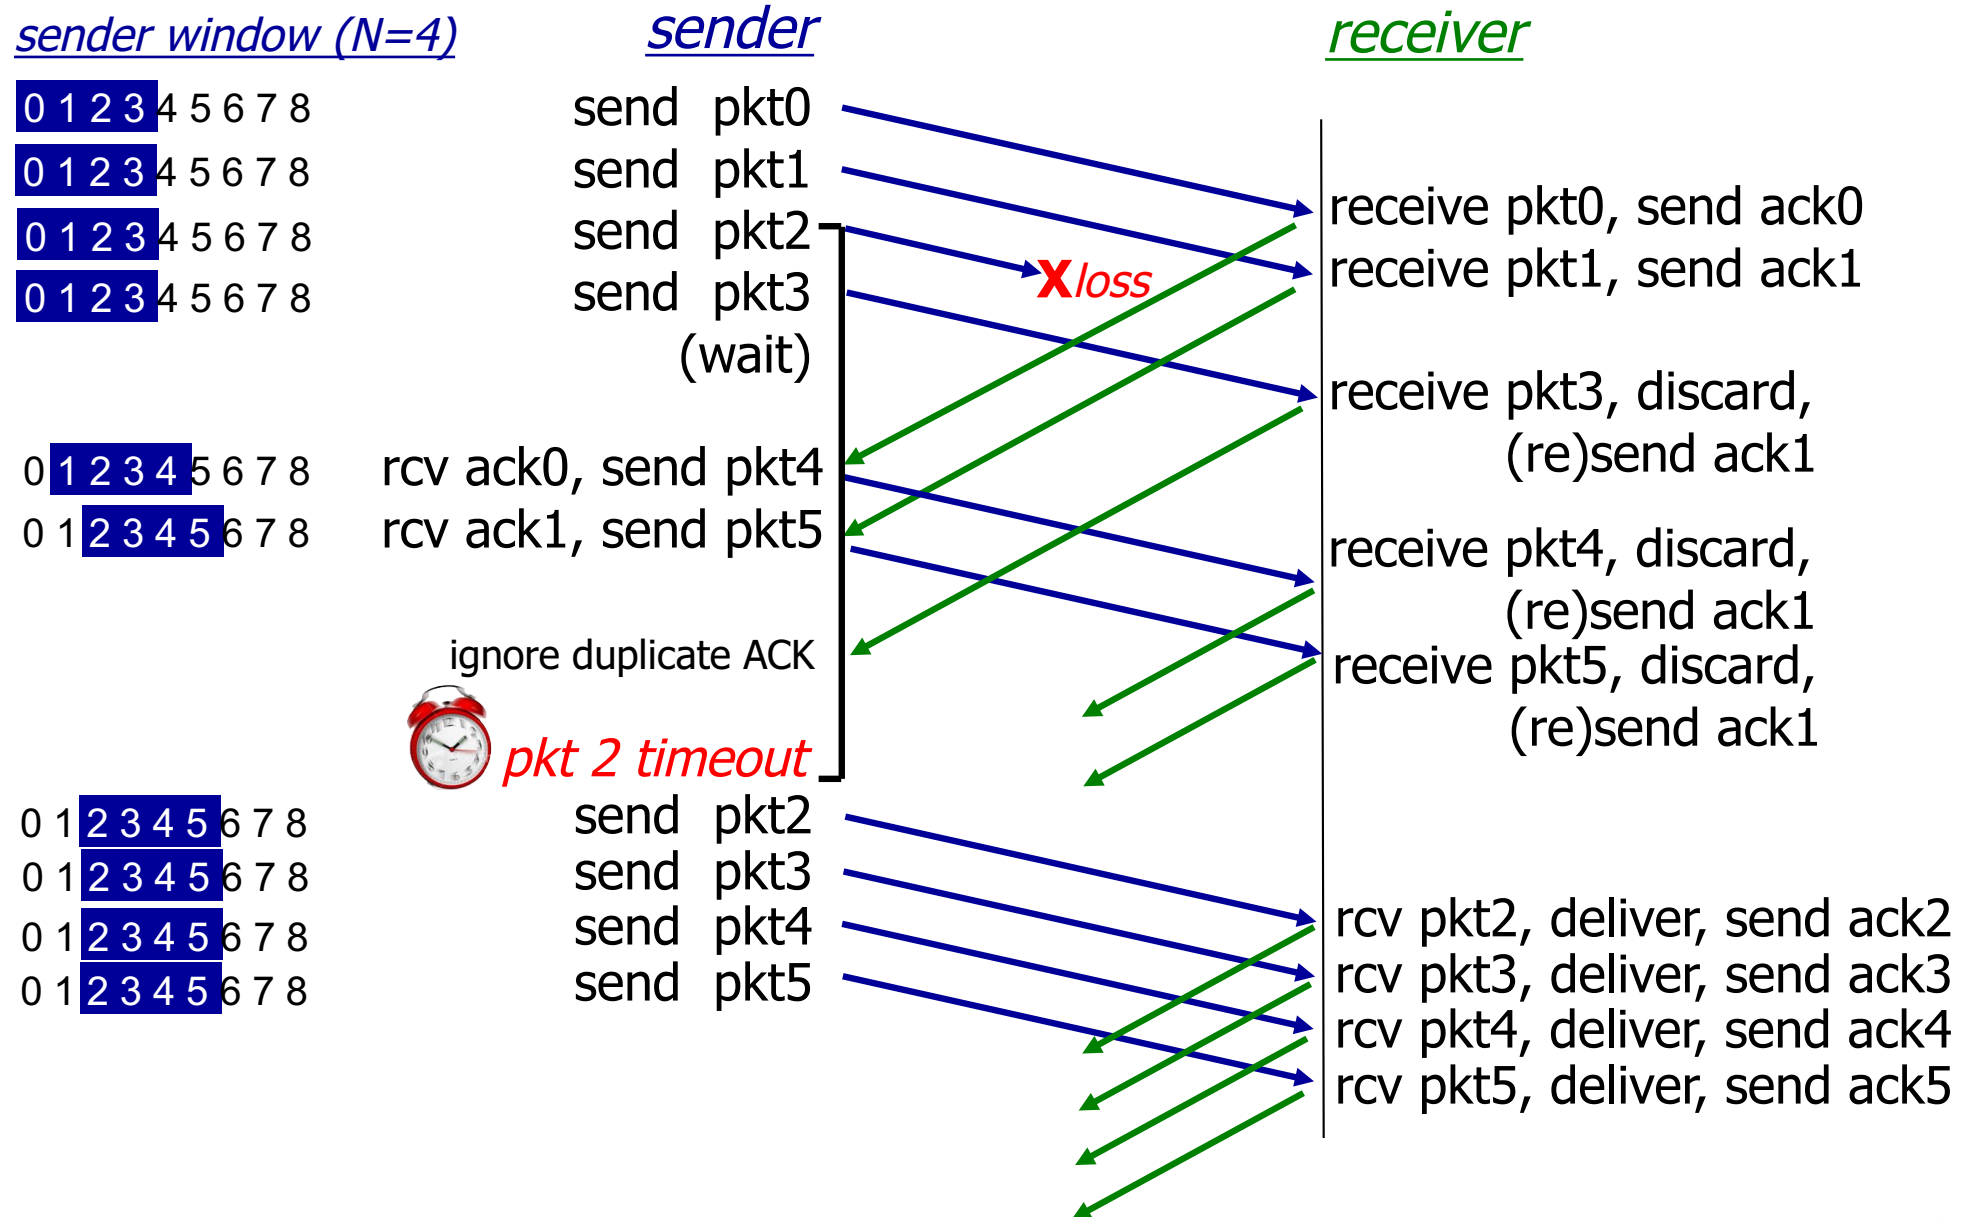 sender window (N=4) sender receiver
0 1 2 3 4 5 6 7 8 send pkt0
0 1 2 3 4 5 6 7 8 send pkt1
receive pkt0, send ack0
0 1 2 3 4 5 6 7 8 send pkt2
receive pkt1, send ack1
0 1 2 3 4 5 6 7 8 send pkt3 Xloss
(wait)
receive pkt3, discard,
(re)send ack1
0 1 2 3 4 5 6 7 8 rcv ack0, send pkt4
0 1 2 3 4 5 6 7 8 rcv ack1, send pkt5
receive pkt4, discard,
(re)send ack1
ignore duplicate ACK
receive pkt5, discard,
(re)send ack1
pkt 2 timeout
0 1 2 3 4 5 6 7 8 send pkt2
0 1 2 3 4 5 6 7 8 send pkt3
0 1 2 3 4 5 6 7 8 send pkt4
rcv pkt2, deliver, send ack2
0 1 2 3 4 5 6 7 8 send pkt5
rcv pkt3, deliver, send ack3
rcv pkt4, deliver, send ack4
rcv pkt5, deliver, send ack5